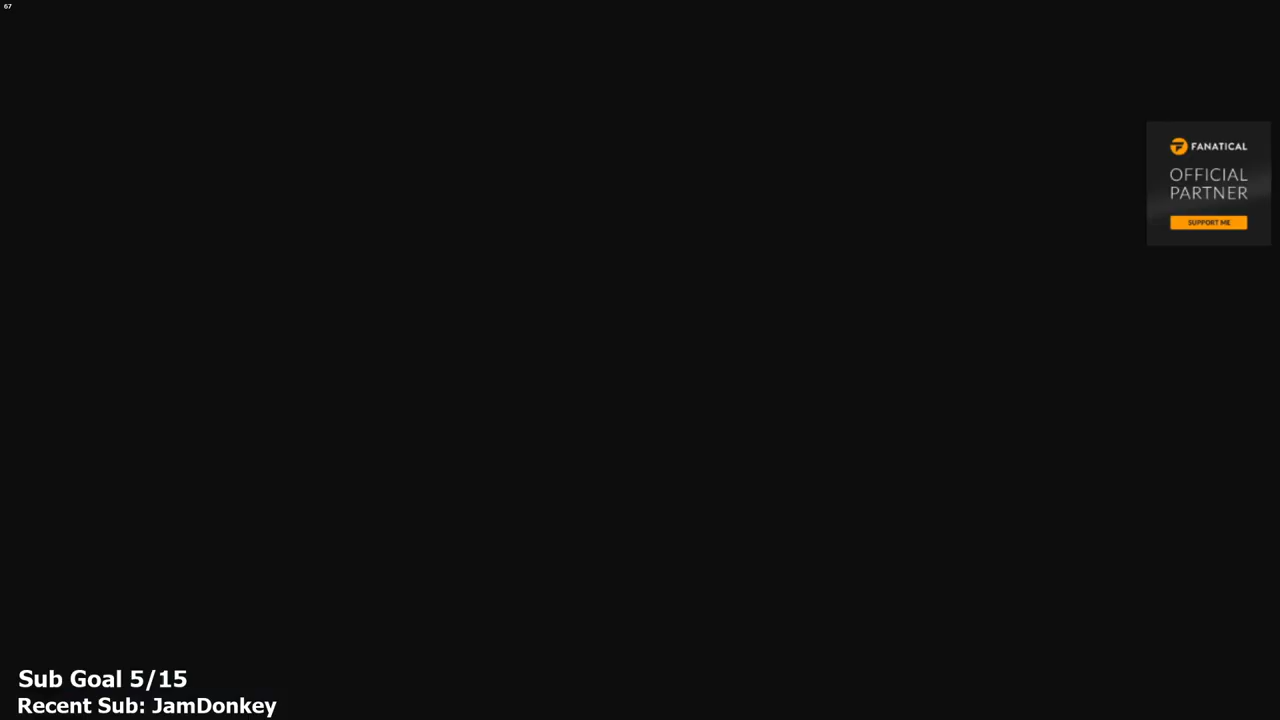 67
FANATICAL
OFFICIAL
PARTNER
SUPPORT ME
Sub Goal 5/15
Recent Sub: JamDonkey